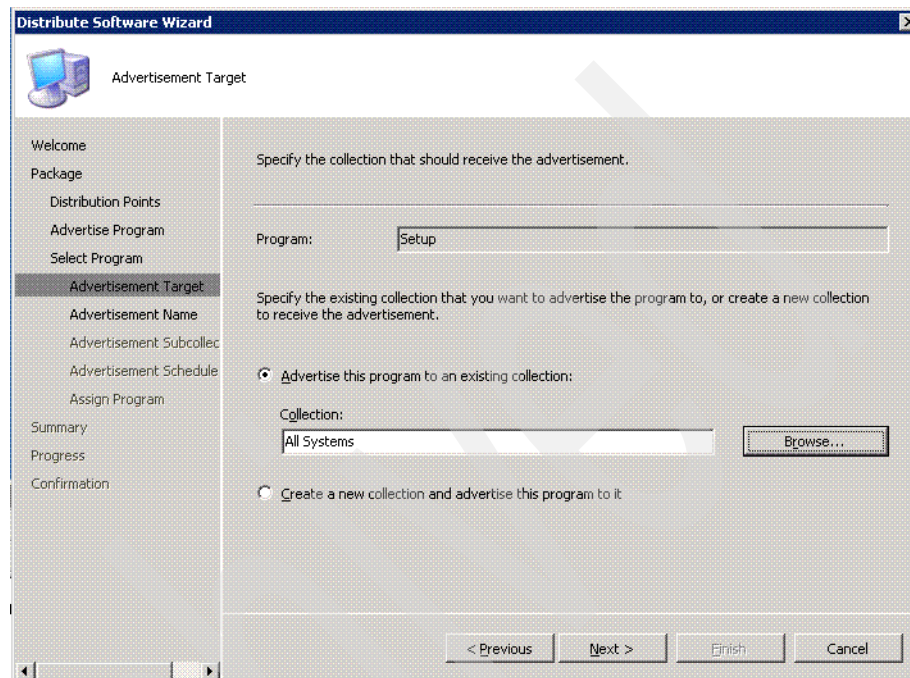 Distribute Software Wizard
Advertisement Target
Welcome
Package
Distribution Points
Advertise Program
Select Program
Advertisement Target
Advertisement Name
Advertisement Subcollec
Advertisement Schedule
Assign Program
Summary
Progress
Confirmation
Specify the collection that should receive the advertisement.
Program:
Setup
Specify the existing collection that you want to advertise the program to, or create a new collection
to receive the advertisement.
Advertise this program to an existing collection:
Collection:
All Systems
Browse...
Create a new collection and advertise this program to it
< Previous
Next >
Finish
Cancel